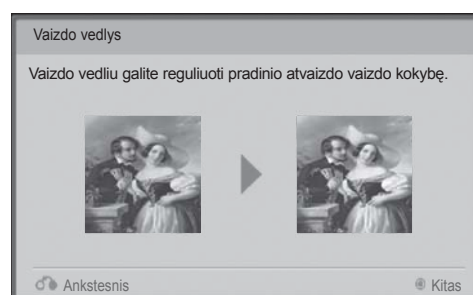 Vaizdo vedlys
Vaizdo vedliu galite reguliuoti pradinio atvaizdo vaizdo kokybę.
Ankstesnis
Kitas